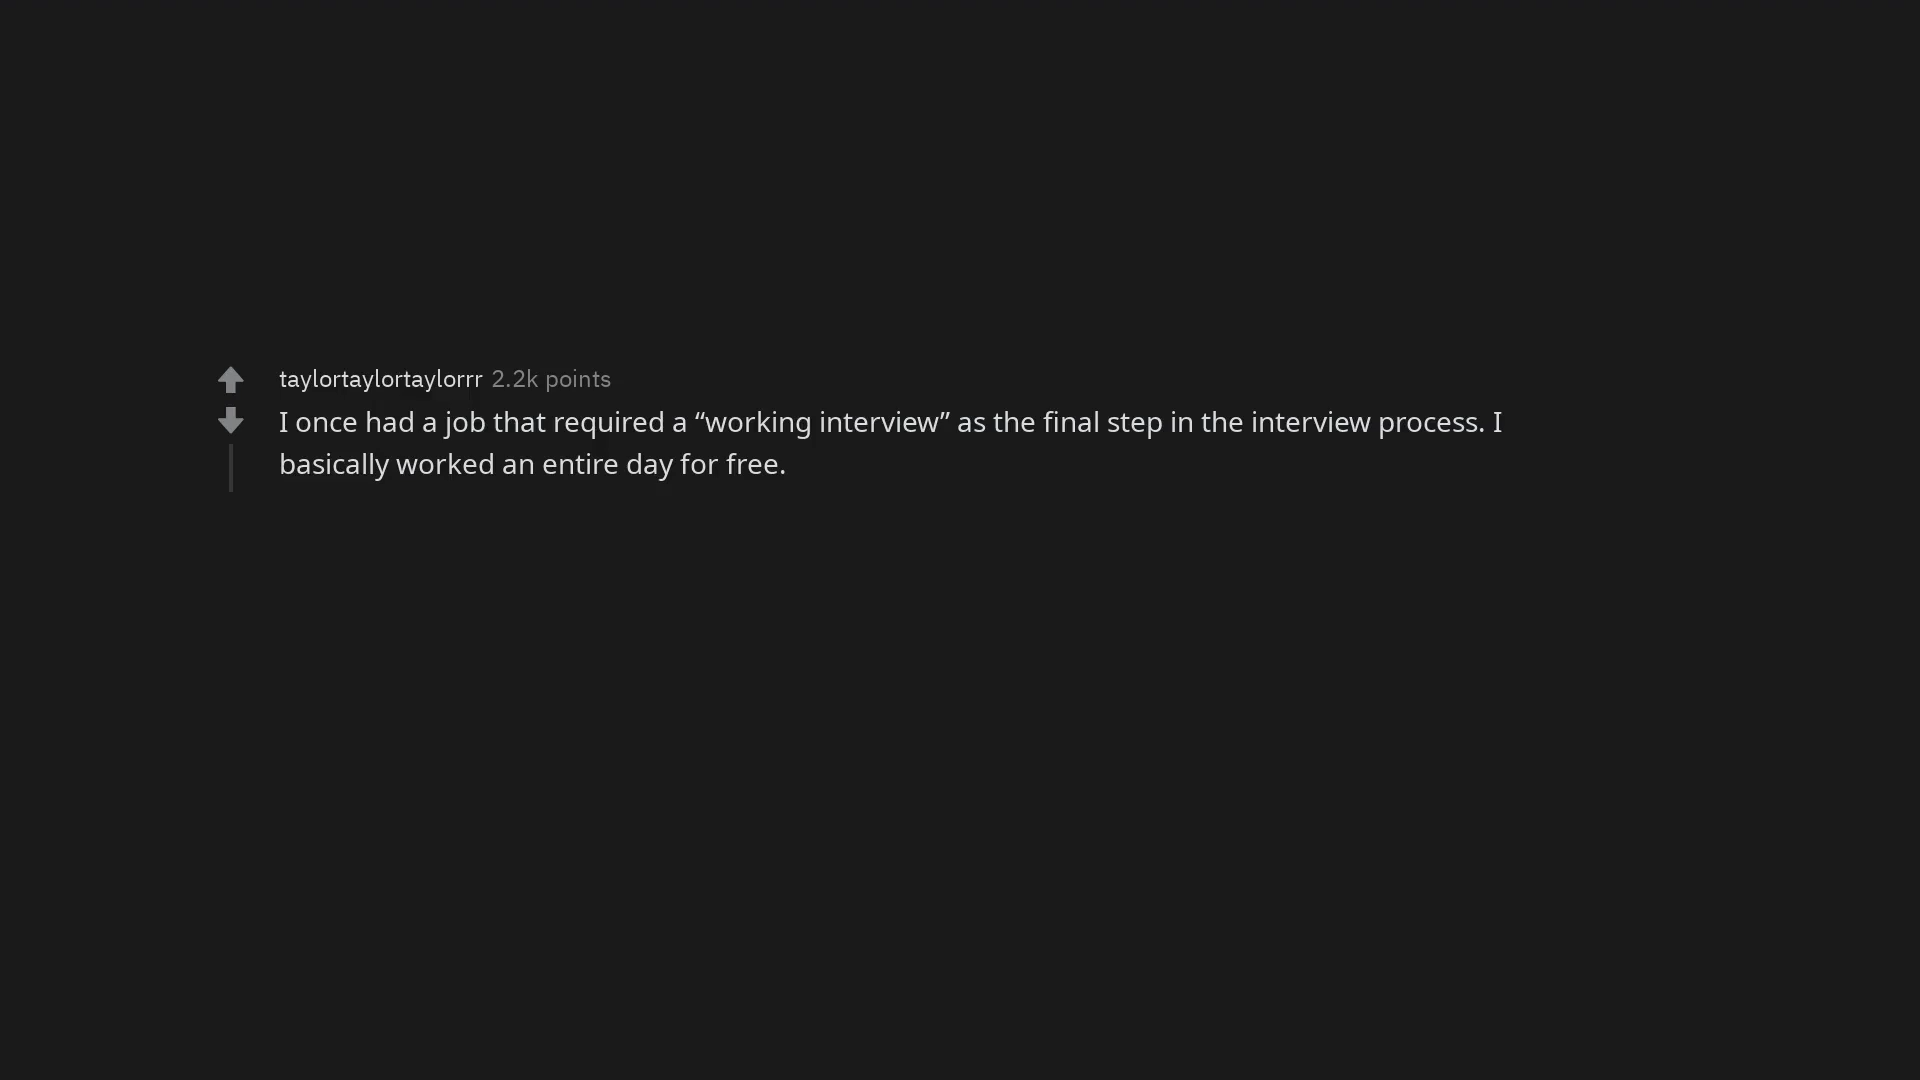 taylortaylortaylorrr 2.2k points
I once had a job that required a “working interview” as the final step in the interview process. I
basically worked an entire day for free.